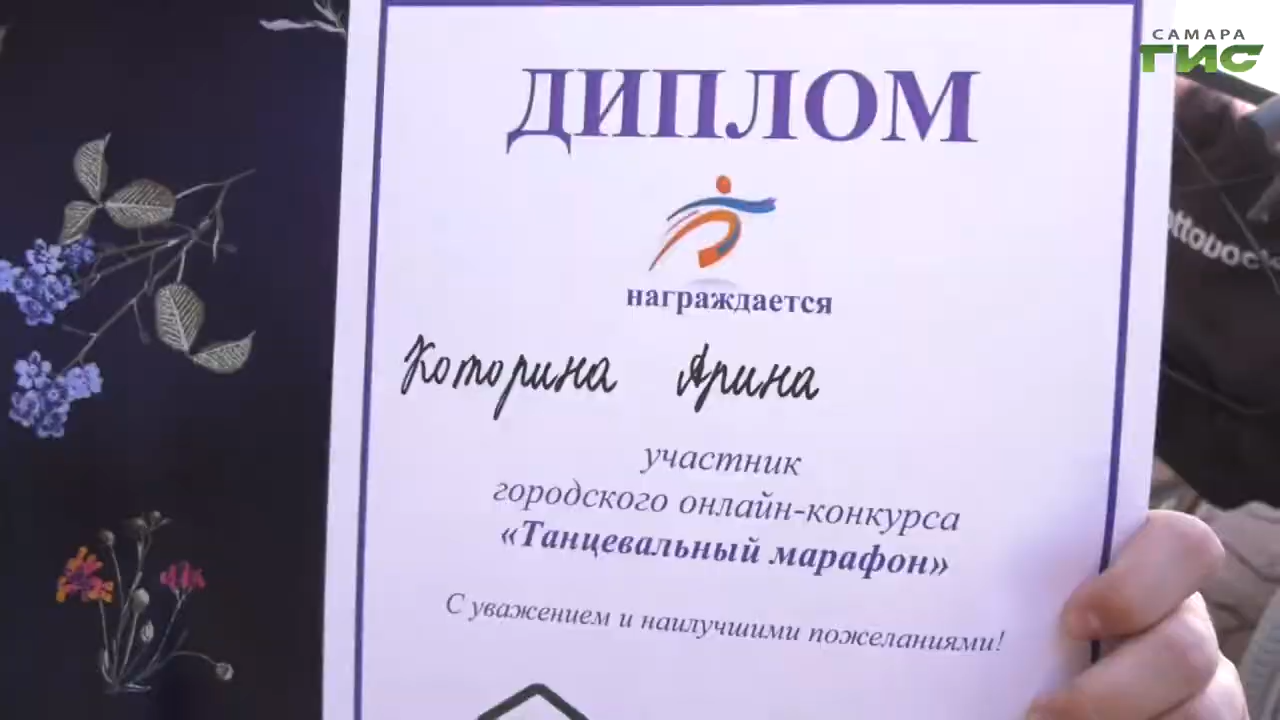 САМАРА
ГИС
ДИПЛОМ
награждается
Которина Арина
участник
городского онлайн-конкурса
«Танцевальный марафон»
С уважением и наилучшими пожеланиями!